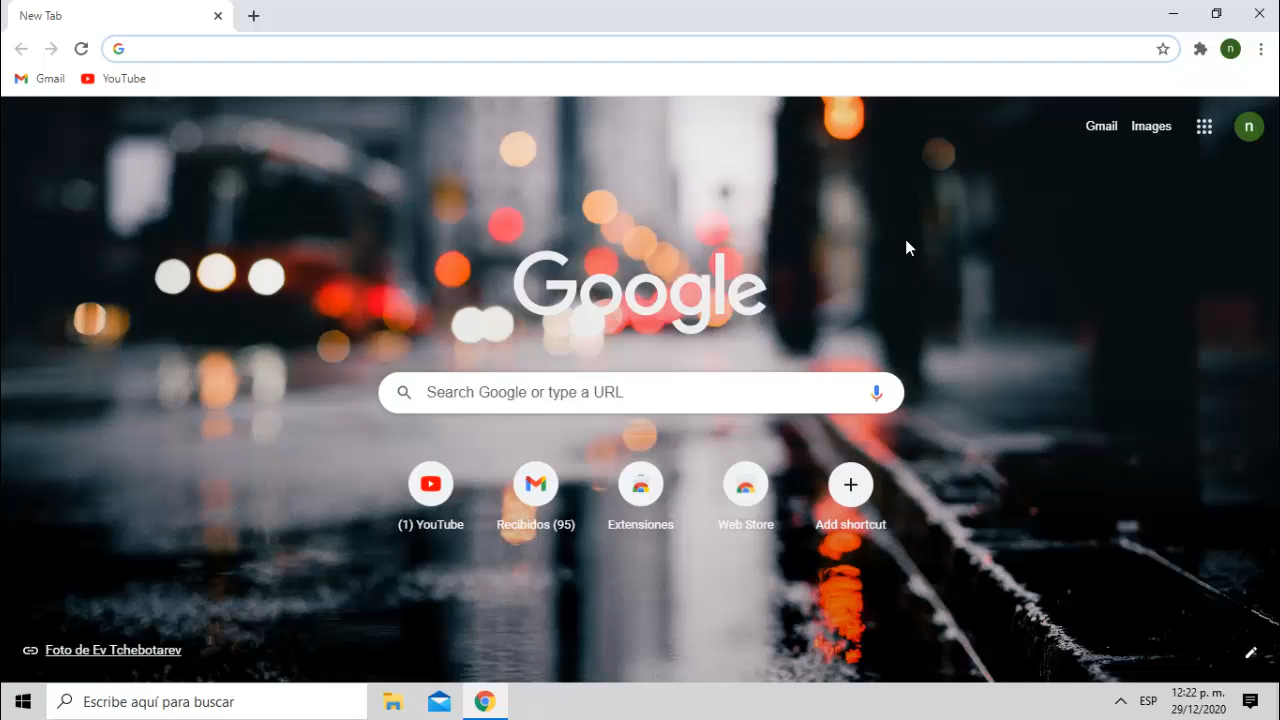 New Tab
Gmail
YouTube
Gmail
Images
n
n
Google
Search Google or type a URL
(1) YouTube
Recibidos (95)
Extensiones
Web Store
Add shortcut
Foto de Ev Tchebotarev
Escribe aquí para buscar
ESP
12:22 p. m.
29/12/2020